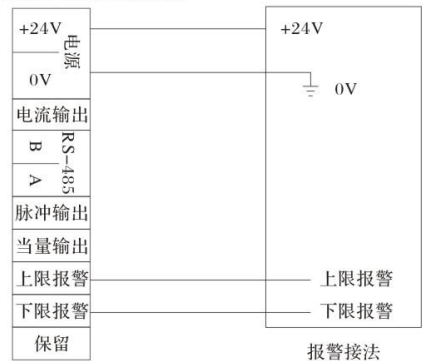 +24V
电源
0V
电流输出
B
A
RS-485
脉冲输出
当量输出
上限报警
下限报警
保留
+24V
0V
上限报警
下限报警
报警接法